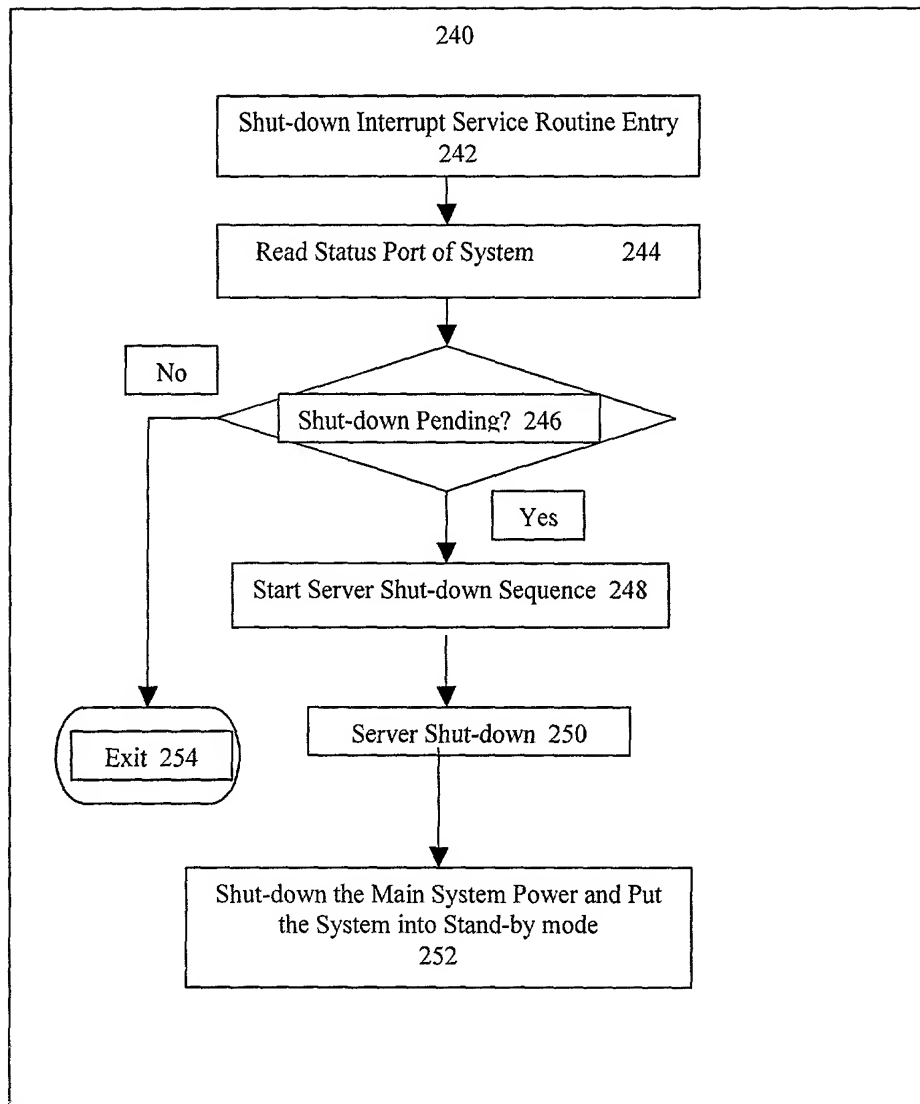 240
Shut-down Interrupt Service Routine Entry
242
Read Status Port of System 244
No
Shut-down Pending? 246
Yes
Start Server Shut-down Sequence 248
Server Shut-down 250
Exit 254
Shut-down the Main System Power and Put
the System into Stand-by mode
252